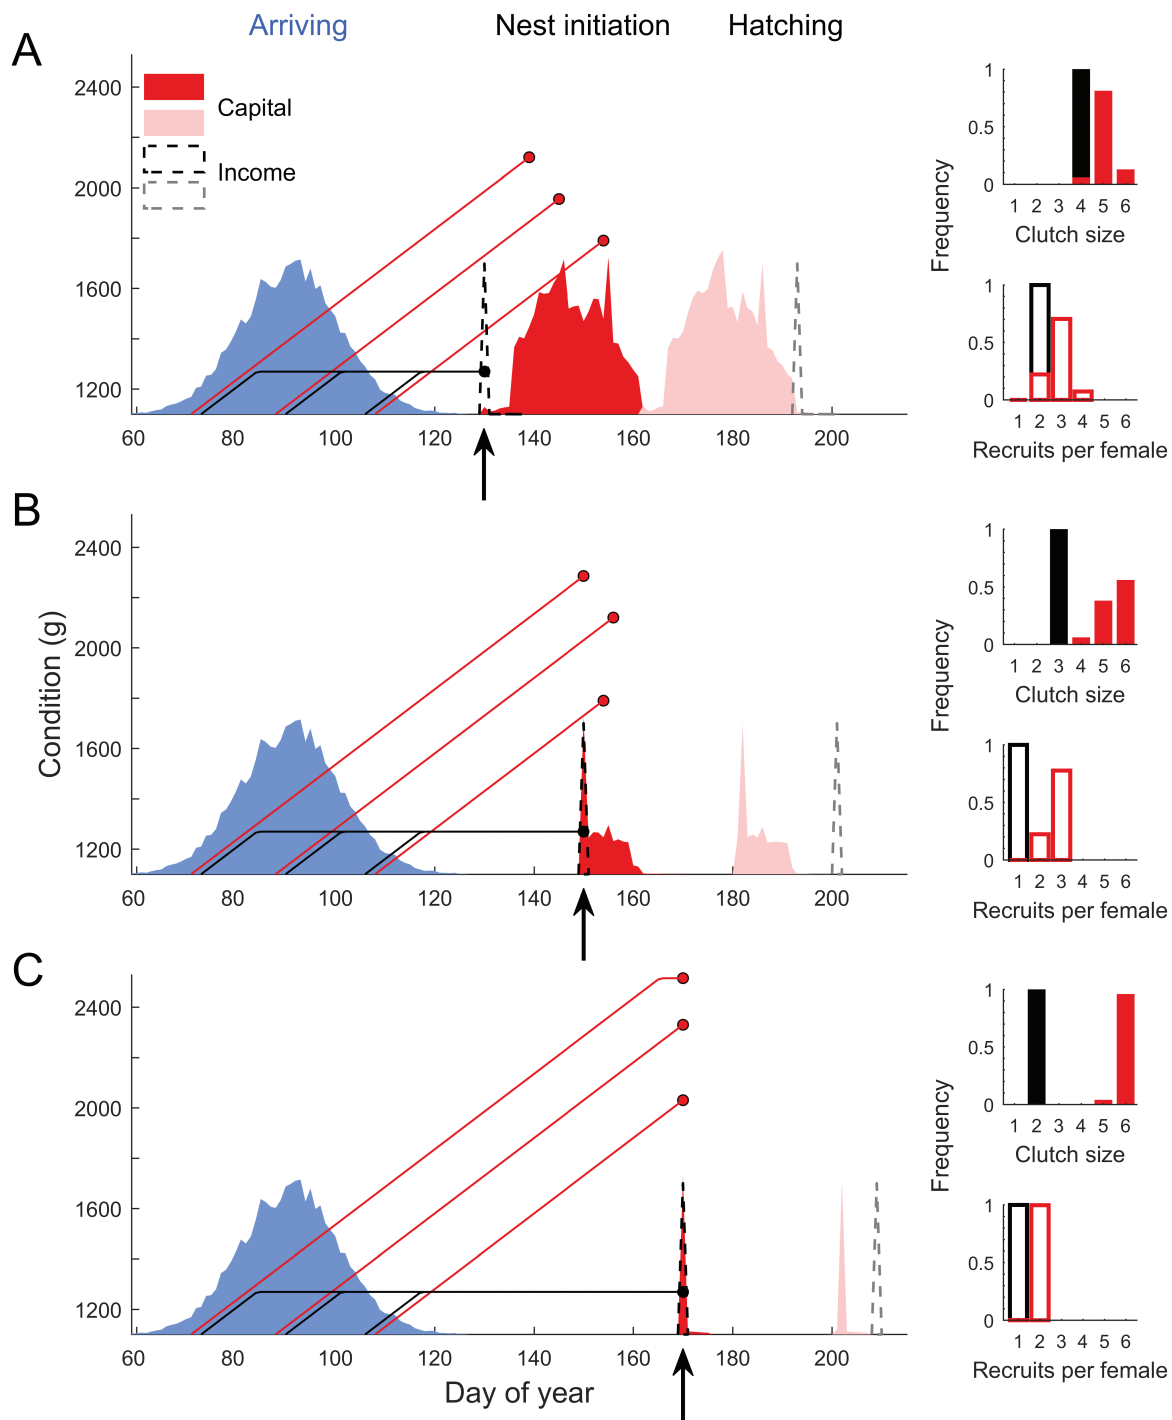 Arriving Nest initiation Hatching
A
Capital
Income
2400
2000
1600
1200
60 80 100 120 140 160 180 200
Frequency
1
0.5
0
1 2 3 4 5 6
Clutch size
1
0.5
0
1 2 3 4 5 6
Recruits per female
B
Condition (g)
2400
2000
1600
1200
60 80 100 120 140 160 180 200
Frequency
1
0.5
0
1 2 3 4 5 6
Clutch size
1
0.5
0
1 2 3 4 5 6
Recruits per female
C
2400
2000
1600
1200
60 80 100 120 140 160 180 200
Day of year
Frequency
1
0.5
0
1 2 3 4 5 6
Clutch size
1
0.5
0
1 2 3 4 5 6
Recruits per female